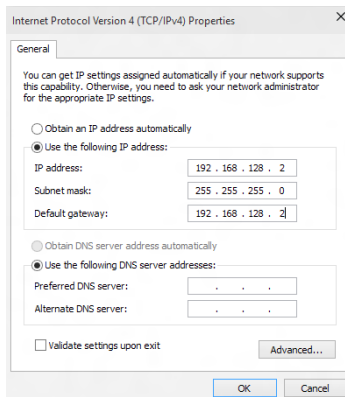 Internet Protocol Version 4 (TCP/IPv4) Properties
General
You can get IP settings assigned automatically if your network supports
this capability. Otherwise, you need to ask your network administrator
for the appropriate IP settings.
Obtain an IP address automatically
Use the following IP address:
IP address: 192 . 168 . 128 . 2
Subnet mask: 255 . 255 . 255 . 0
Default gateway: 192 . 168 . 128 . 2
Obtain DNS server address automatically
Use the following DNS server addresses:
Preferred DNS server: . . .
Alternate DNS server: . . .
Validate settings upon exit
Advanced...
OK Cancel